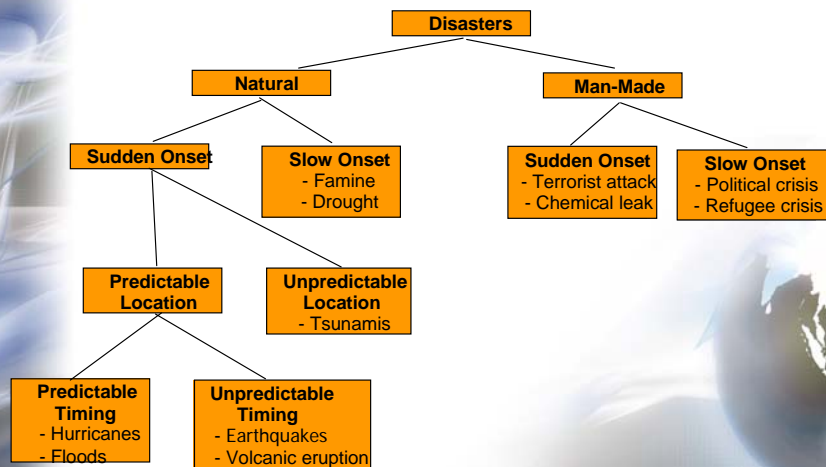 Disasters
Natural
Man-Made
Sudden Onset
Slow Onset
- Famine
- Drought
Sudden Onset
- Terrorist attack
- Chemical leak
Slow Onset
- Political crisis
- Refugee crisis
Predictable
Location
Unpredictable
Location
- Tsunamis
Predictable
Timing
- Hurricanes
- Floods
Unpredictable
Timing
- Earthquakes
- Volcanic eruption